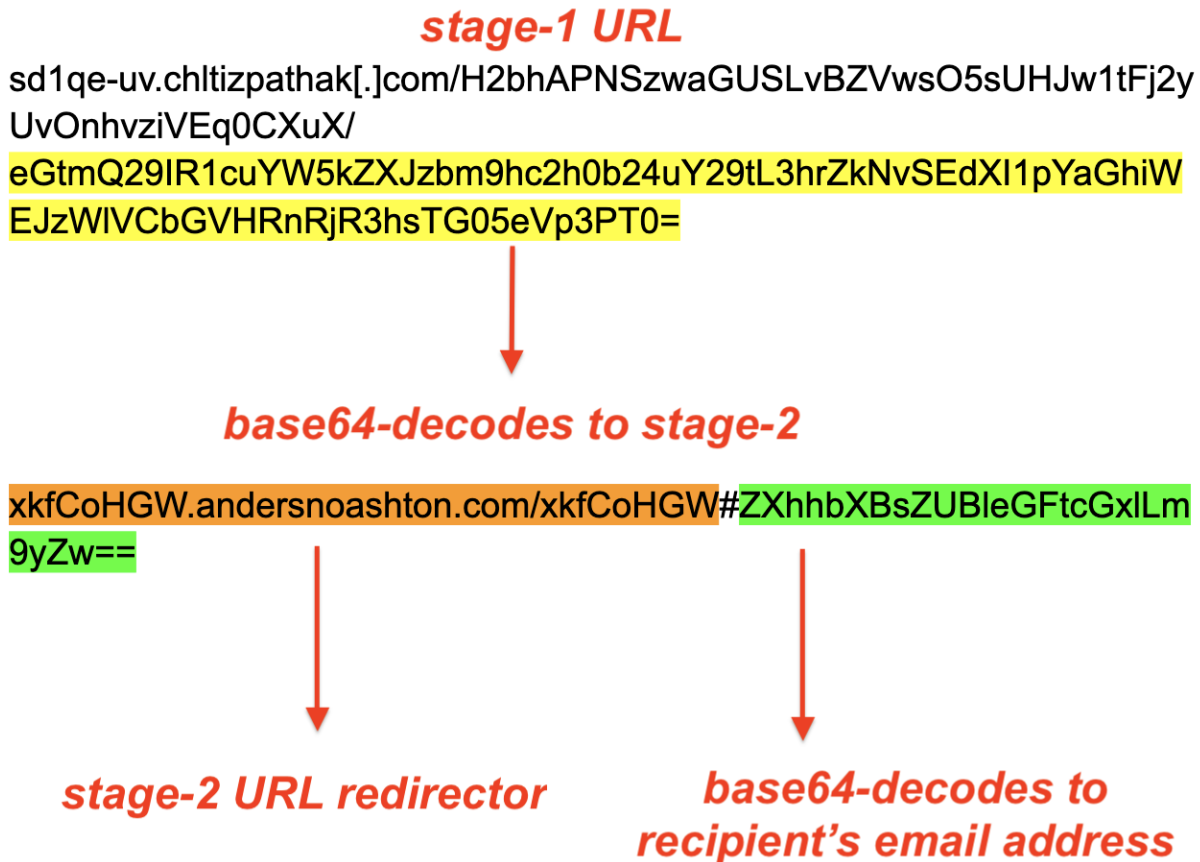 stage-1 URL
sd1qe-uv.chltizpathak[.]com/H2bhAPNSzwaGUSLvBZVwsO5sUHJw1tFj2y
UvOnhvziVEq0CXuX/
eGtmQ29IR1cuYW5kZXJzbm9hc2h0b24uY29tL3hrZkNvSEdXI1pYaGhiW
EJzWlVCbGVHRnRjR3hsTG05eVp3PT0=
base64-decodes to stage-2
xkfCoHGW.andersnoashton.com/xkfCoHGW#ZXhhbXBsZUBleGFtcGxlLm
9yZw==
stage-2 URL redirector
base64-decodes to
recipient's email address